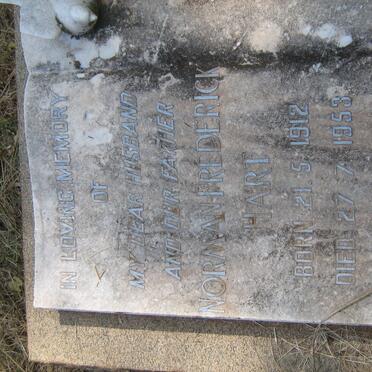 IN LOVING MEMORY
OF
MY DEAR HUSBAND
AND OUR FATHER
NORMAN FREDERICK
HART
BORN 21. 5. 1912
DIED 27. 7. 1953